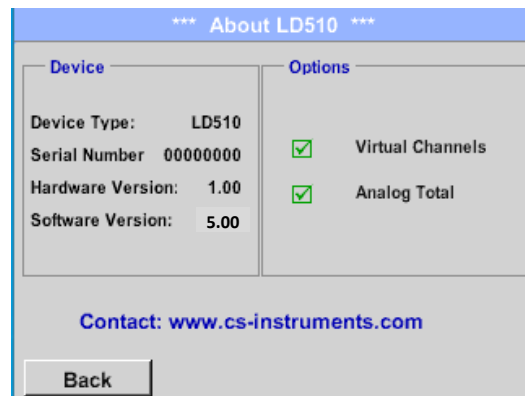 *** About LD510 ***
Device
Device Type: LD510
Serial Number 00000000
Hardware Version: 1.00
Software Version: 5.00
Options
Virtual Channels
Analog Total
Contact: www.cs-instruments.com
Back